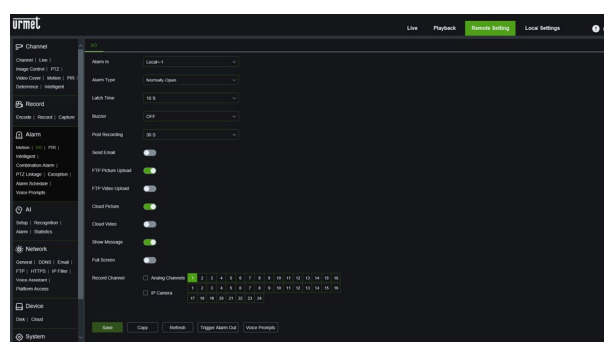 urmet
Live Playback Remote Setting Local Settings
Channel
Channel | Live |
Image Control | PTZ |
Video Cover | Motion | PIR |
Deterrence | Intelligent
Record
Encode | Record | Capture
Alarm
Motion | I/O | PIR |
Intelligent |
Combination Alarm |
PTZ Linkage | Exception |
Alarm Schedule |
Voice Prompts
AI
Setup | Recognition |
Alarm | Statistics
Network
General | DDNS | Email |
FTP | HTTPS | IP Filter |
Voice Assistant |
Platform Access
Device
Disk | Cloud
System
I/O
Alarm In Local<-1
Alarm Type Normally-Open
Latch Time 10 S
Buzzer OFF
Post Recording 30 S
Send Email
FTP Picture Upload
FTP Video Upload
Cloud Picture
Cloud Video
Show Message
Full Screen
Record Channel Analog Channels 1 2 3 4 5 6 7 8 9 10 11 12 13 14 15 16
IP Camera 1 2 3 4 5 6 7 8 9 10 11 12 13 14 15 16
17 18 19 20 21 22 23 24
Save Copy Refresh Trigger Alarm Out Voice Prompts